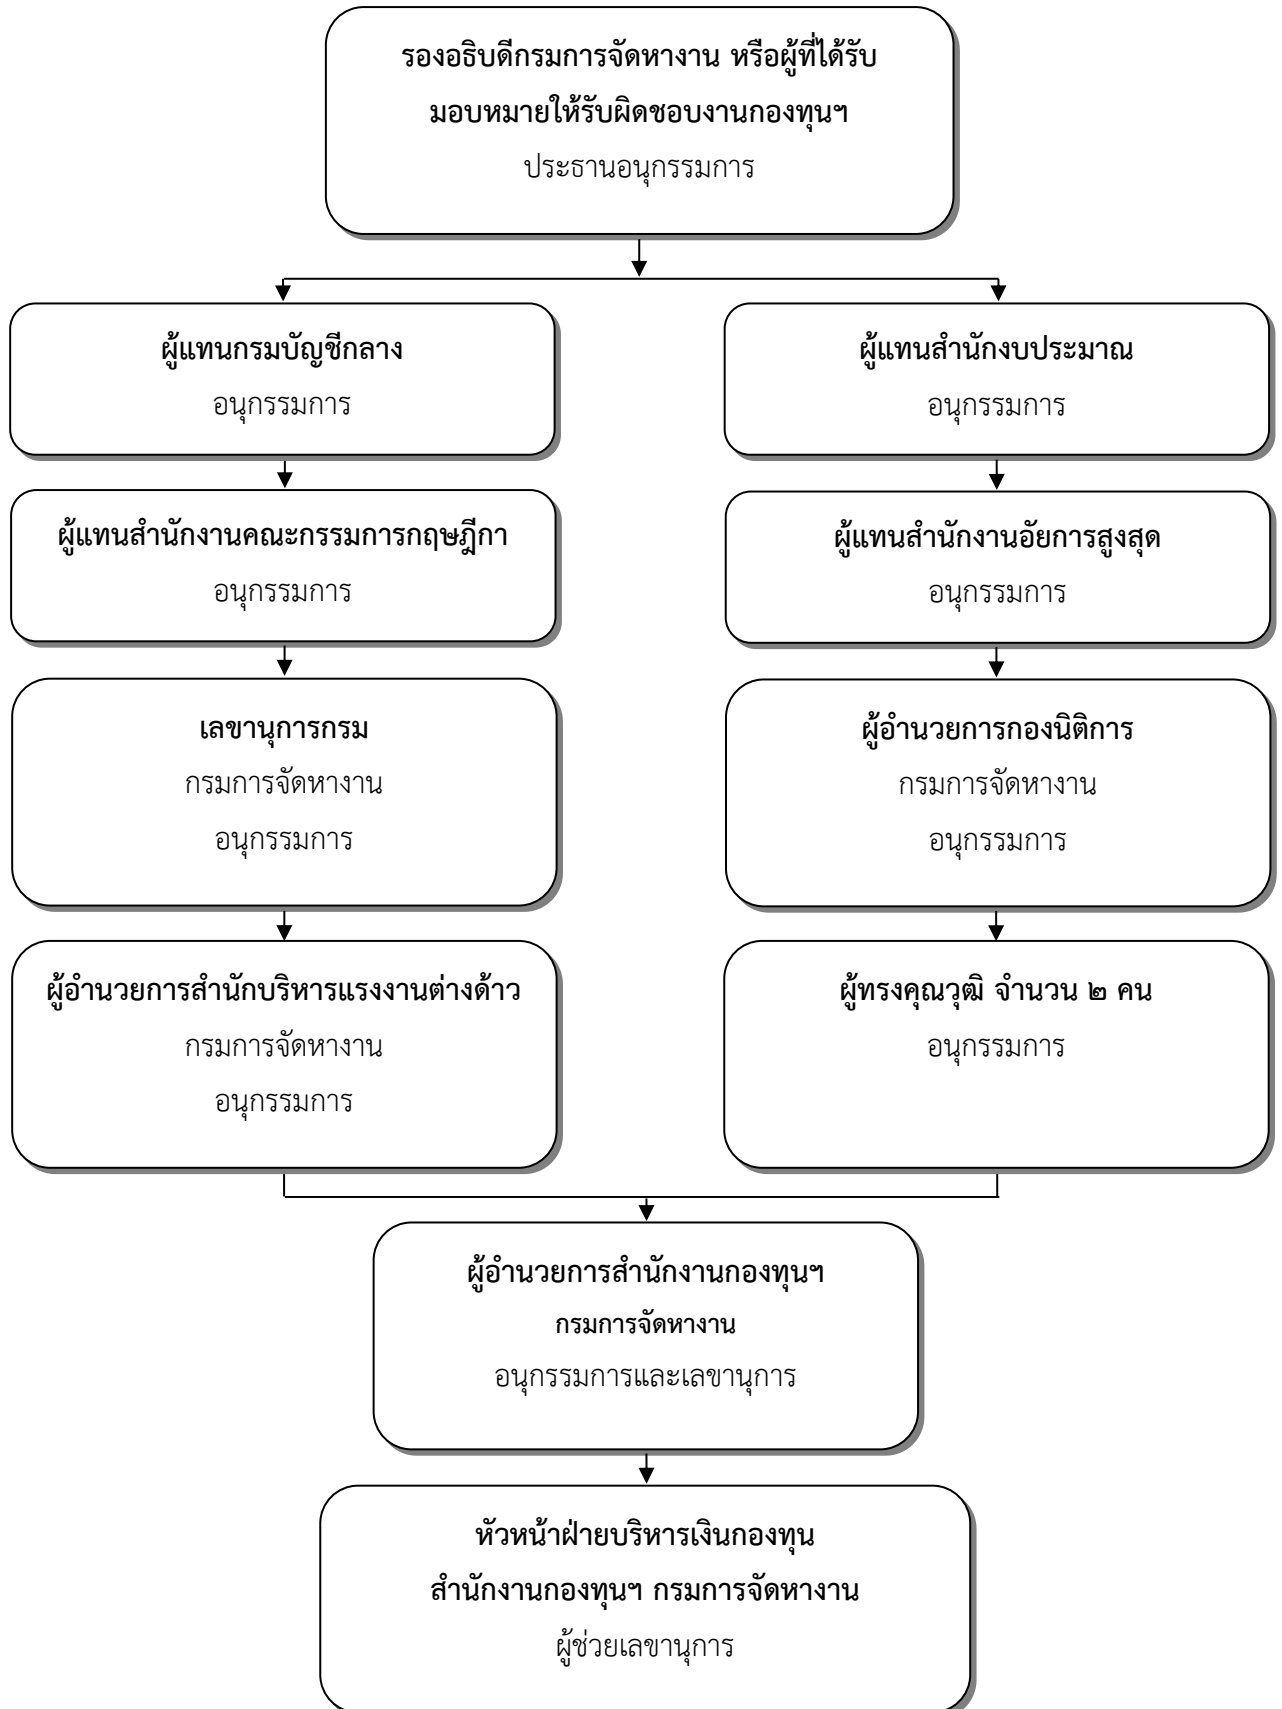 รองอธิบดีกรมการจัดหางาน หรือผู้ที่ได้รับ
มอบหมายให้รับผิดชอบงานกองทุนฯ
ประธานอนุกรรมการ
ผู้แทนกรมบัญชีกลาง
อนุกรรมการ
ผู้แทนสำนักงบประมาณ
อนุกรรมการ
ผู้แทนสำนักงานคณะกรรมการกฤษฎีกา
อนุกรรมการ
ผู้แทนสำนักงานอัยการสูงสุด
อนุกรรมการ
เลขานุการกรม
กรมการจัดหางาน
อนุกรรมการ
ผู้อำนวยการกองนิติการ
กรมการจัดหางาน
อนุกรรมการ
ผู้อำนวยการสำนักบริหารแรงงานต่างด้าว
กรมการจัดหางาน
อนุกรรมการ
ผู้ทรงคุณวุฒิ จำนวน ๒ คน
อนุกรรมการ
ผู้อำนวยการสำนักงานกองทุนฯ
กรมการจัดหางาน
อนุกรรมการและเลขานุการ
หัวหน้าฝ่ายบริหารเงินกองทุน
สำนักงานกองทุนฯ กรมการจัดหางาน
ผู้ช่วยเลขานุการ